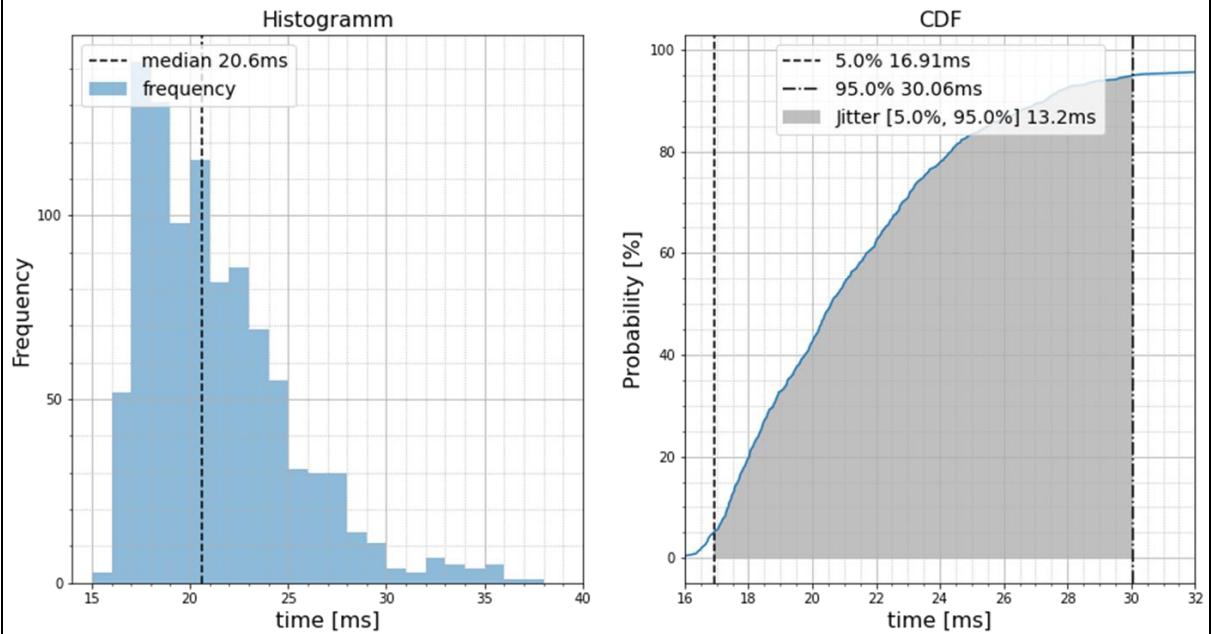 Histogramm
median 20.6ms
frequency
Frequency
100
50
0
15 20 25 30 35 40
time [ms]
CDF
5.0% 16.91ms
95.0% 30.06ms
Jitter [5.0%, 95.0%] 13.2ms
Probability [%]
100
80
60
40
20
0
16 18 20 22 24 26 28 30 32
time [ms]